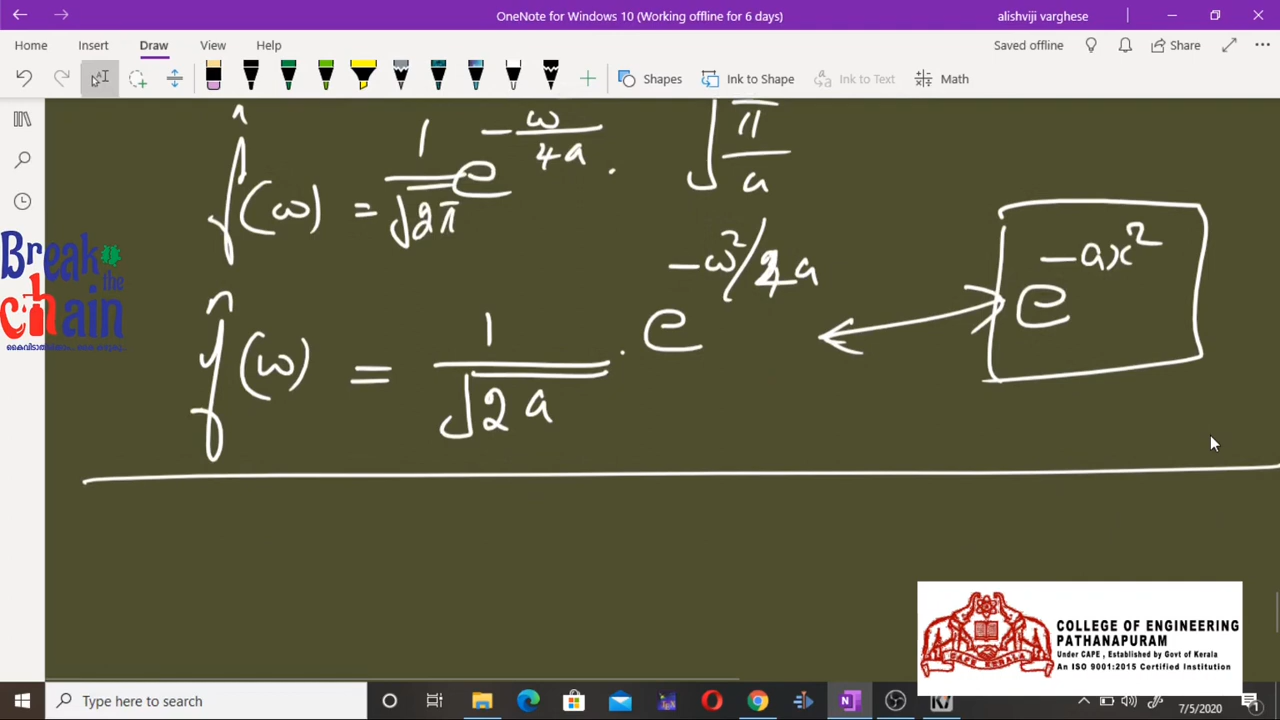 OneNote for Windows 10 (Working offline for 6 days)
alishviji varghese
Home Insert Draw View Help
Saved offline
Share
Shapes
Ink to Shape
Ink to Text
Math
f̂(ω) = 1/√2π e^(-ω/4a) . √π/a
f̂(ω) = 1/√2a . e^(-ω²/4a) ↔ e^(-ax²)
Break
the
chain
COLLEGE OF ENGINEERING
PATHANAPURAM
Under CAPE , Established by Govt of Kerala
An ISO 9001:2015 Certified Institution
CAPE KERALA
Type here to search
7/5/2020